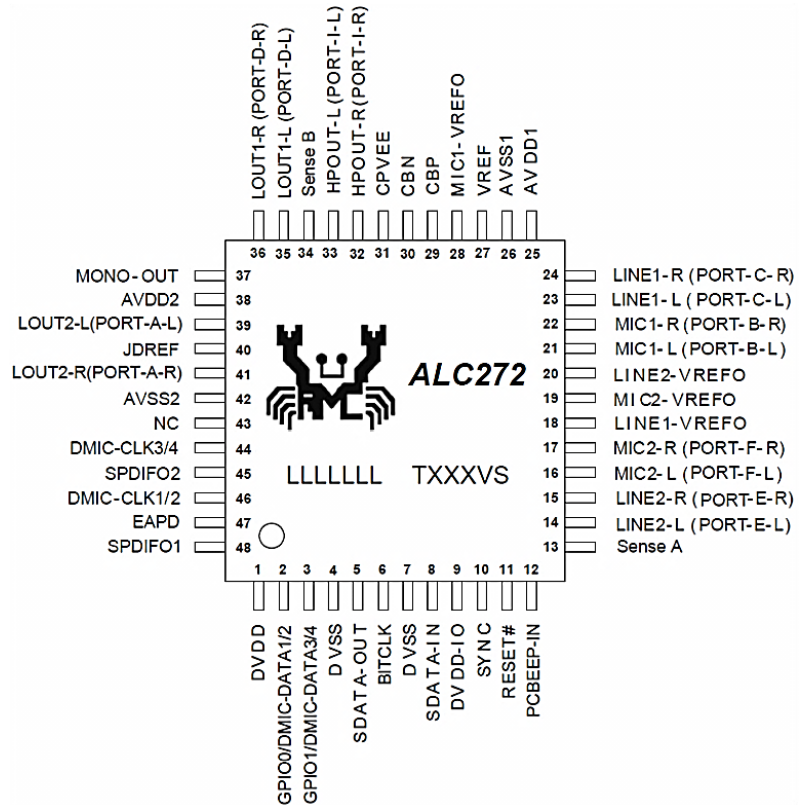 LOUT1-R (PORT-D-R)
LOUT1-L (PORT-D-L)
Sense B
HPOUT-L (PORT-I-L)
HPOUT-R (PORT-I-R)
CPVEE
CBN
CBP
MIC1-VREFO
VREF
AVSS1
AVDD1
36 35 34 33 32 31 30 29 28 27 26 25
MONO-OUT 37
AVDD2 38
LOUT2-L(PORT-A-L) 39
JDREF 40
LOUT2-R(PORT-A-R) 41
AVSS2 42
NC 43
DMIC-CLK3/4 44
SPDIFO2 45
DMIC-CLK1/2 46
EAPD 47
SPDIFO1 48
RMC
ALC272
LLLLLLL TXXXVS
24 LINE1-R (PORT-C-R)
23 LINE1-L (PORT-C-L)
22 MIC1-R (PORT-B-R)
21 MIC1-L (PORT-B-L)
20 LINE2-VREFO
19 MIC2-VREFO
18 LINE1-VREFO
17 MIC2-R (PORT-F-R)
16 MIC2-L (PORT-F-L)
15 LINE2-R (PORT-E-R)
14 LINE2-L (PORT-E-L)
13 Sense A
1 2 3 4 5 6 7 8 9 10 11 12
DVDD
GPIO0/DMIC-DATA1/2
GPIO1/DMIC-DATA3/4
DVSS
SDATA-OUT
BITCLK
DVSS
SDATA-IN
DVDD-IO
SYNC
RESET#
PCBEEP-IN